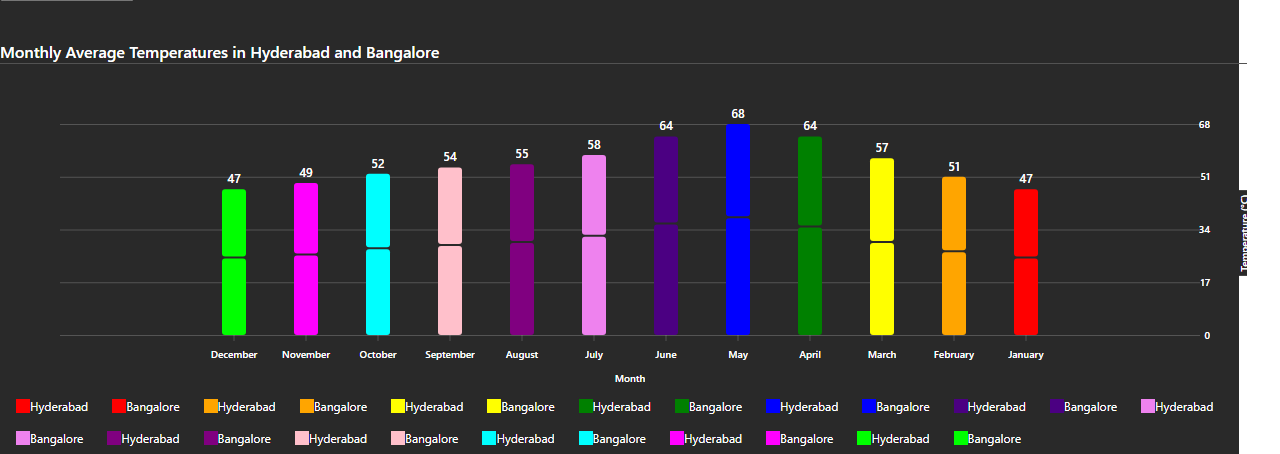 Monthly Average Temperatures in Hyderabad and Bangalore
68
64
64
68
58
57
55
54
52
51
51
49
47
47
34
17
0
Temperature (°C)
December November October September August July June May April March February January
Month
Hyderabad Bangalore Hyderabad Bangalore Hyderabad Bangalore Hyderabad Bangalore Hyderabad Bangalore Hyderabad Bangalore Hyderabad
Bangalore Hyderabad Bangalore Hyderabad Bangalore Hyderabad Bangalore Hyderabad Bangalore Hyderabad Bangalore